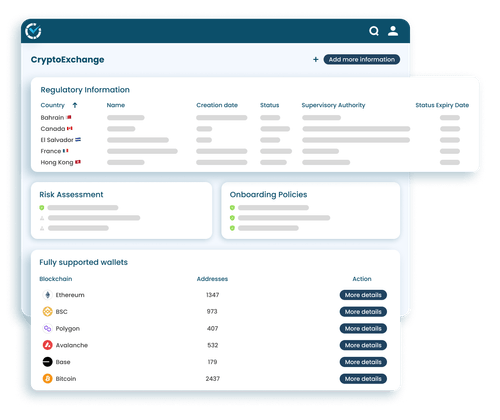 CryptoExchange
+ Add more information
Regulatory Information
Country Name Creation date Status Supervisory Authority Status Expiry Date
Bahrain
Canada
El Salvador
France
Hong Kong
Risk Assessment
Onboarding Policies
Fully supported wallets
Blockchain Addresses Action
Ethereum 1347 More details
BSC 973 More details
Polygon 407 More details
Avalanche 532 More details
Base 179 More details
Bitcoin 2437 More details